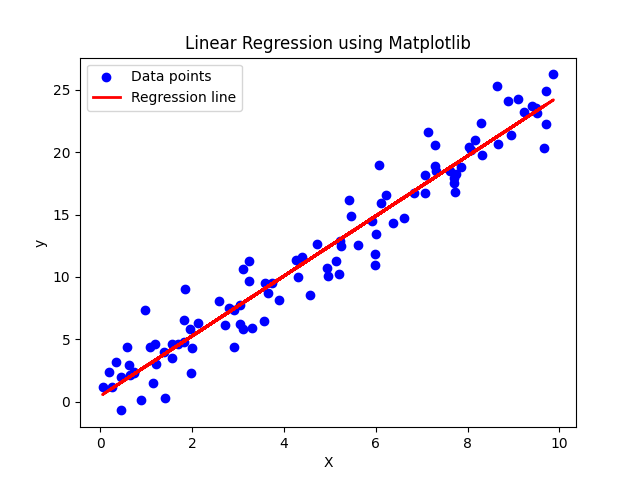 Linear Regression using Matplotlib
Data points
Regression line
25
20
15
10
5
0
y
0 2 4 6 8 10
X